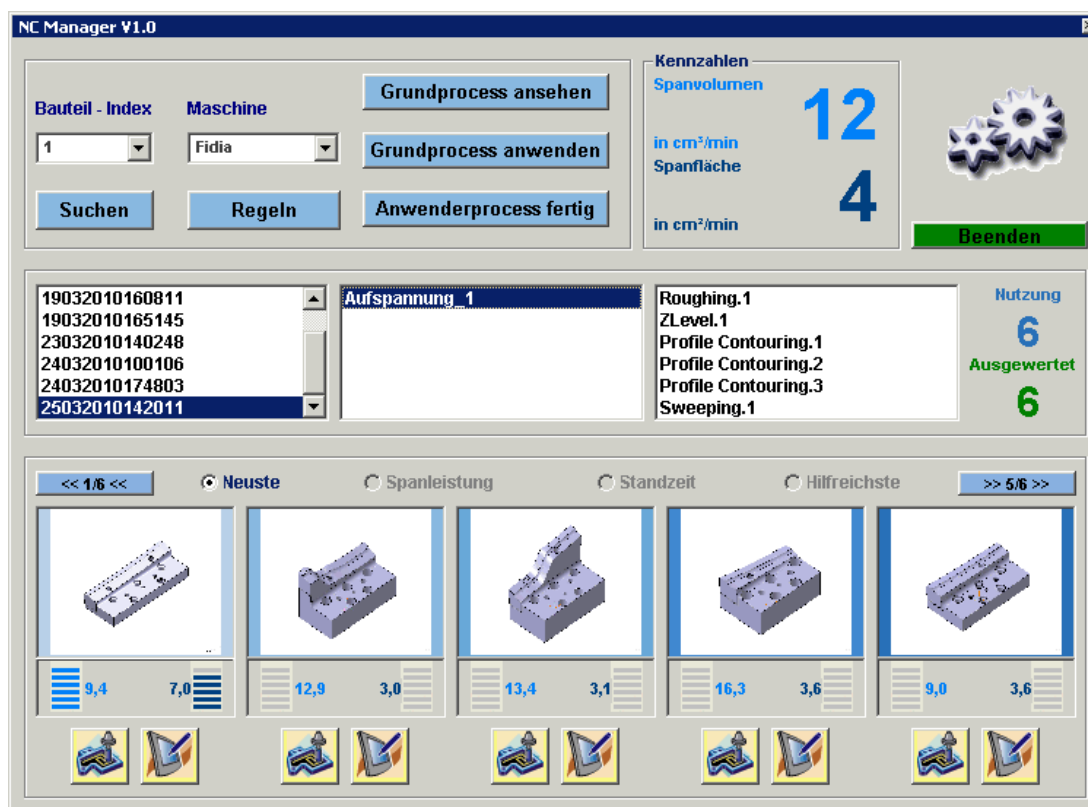 NC Manager V1.0
Bauteil - Index
Maschine
1
Fidia
Suchen
Regeln
Grundprocess ansehen
Grundprocess anwenden
Anwenderprocess fertig
Kennzahlen
Spanvolumen
12
in cm³/min
Spanfläche
4
in cm²/min
Beenden
19032010160811
19032010165145
23032010140248
24032010100106
24032010174803
25032010142011
Aufspannung_1
Roughing.1
ZLevel.1
Profile Contouring.1
Profile Contouring.2
Profile Contouring.3
Sweeping.1
Nutzung
6
Ausgewertet
6
<< 1/6 <<
Neuste
Spanleistung
Standzeit
Hilfreichste
>> 5/6 >>
9,4 7,0
12,9 3,0
13,4 3,1
16,3 3,6
9,0 3,6